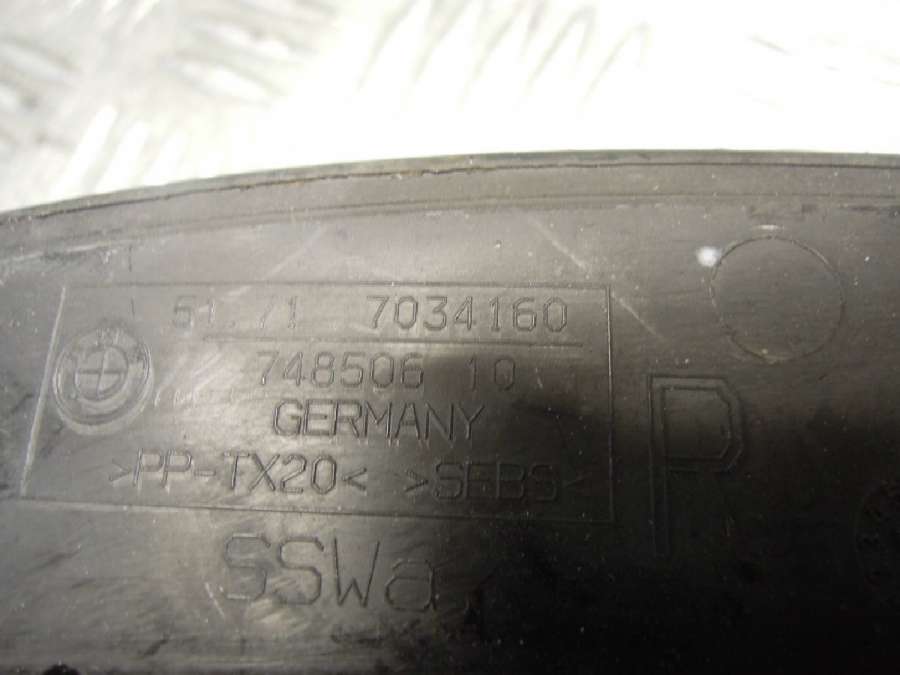 51.71 7034160
748506 10
GERMANY
>PP-TX20< >SEBS<
P
SSWa